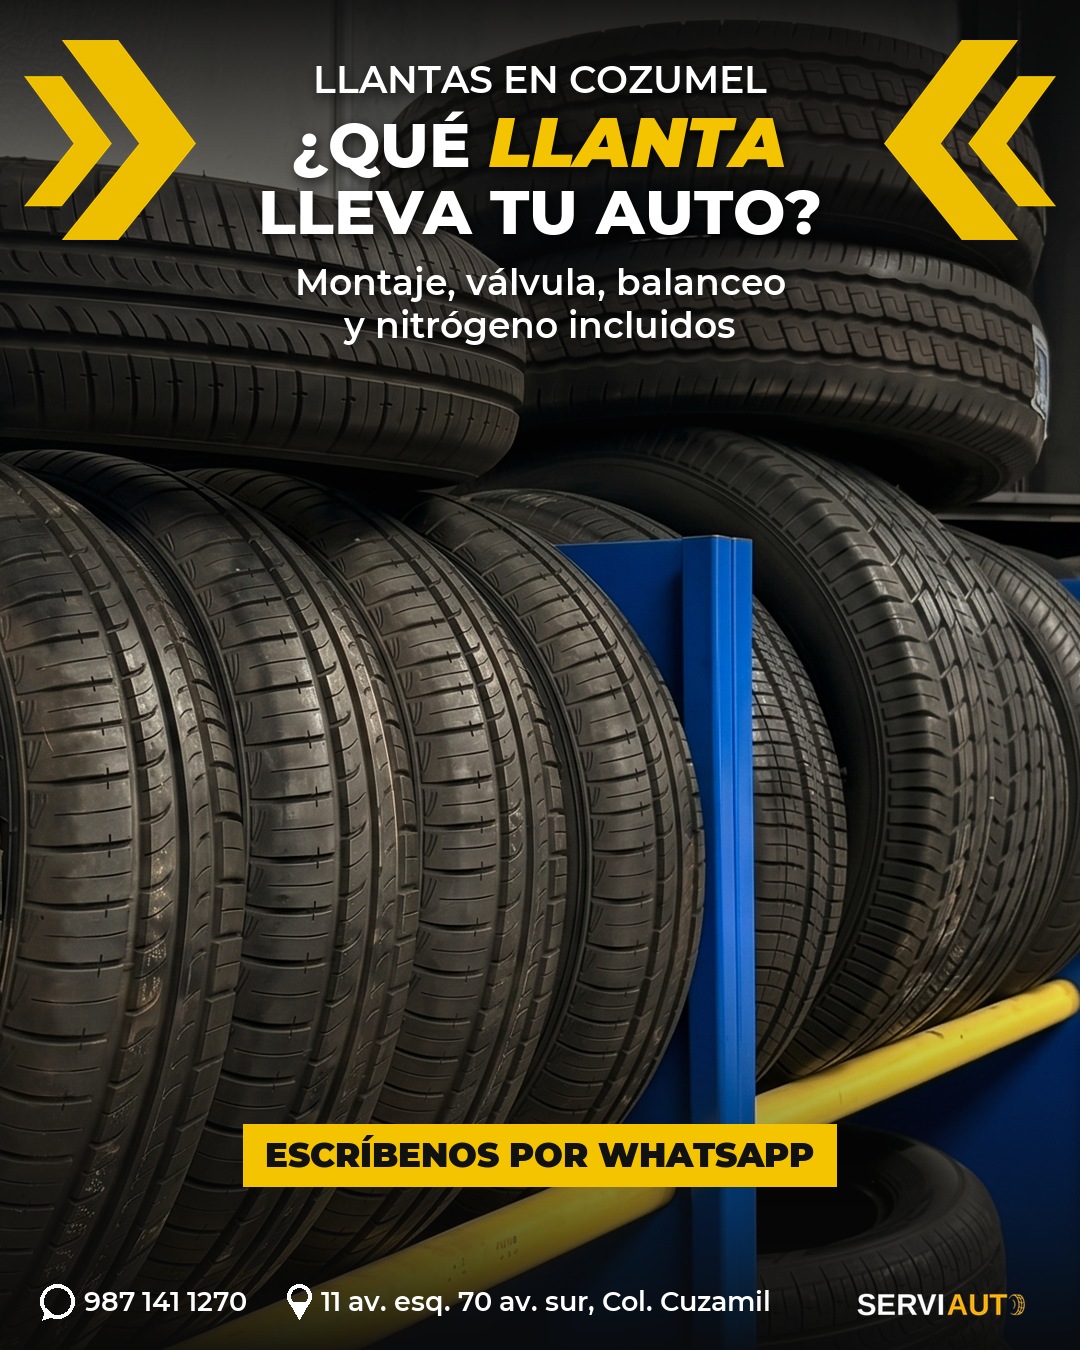 LLANTAS EN COZUMEL
¿QUÉ LLANTA
LLEVA TU AUTO?
Montaje, válvula, balanceo
y nitrógeno incluidos
ESCRÍBENOS POR WHATSAPP
987 141 1270
11 av. esq. 70 av. sur, Col. Cuzamil
SERVIAUTO